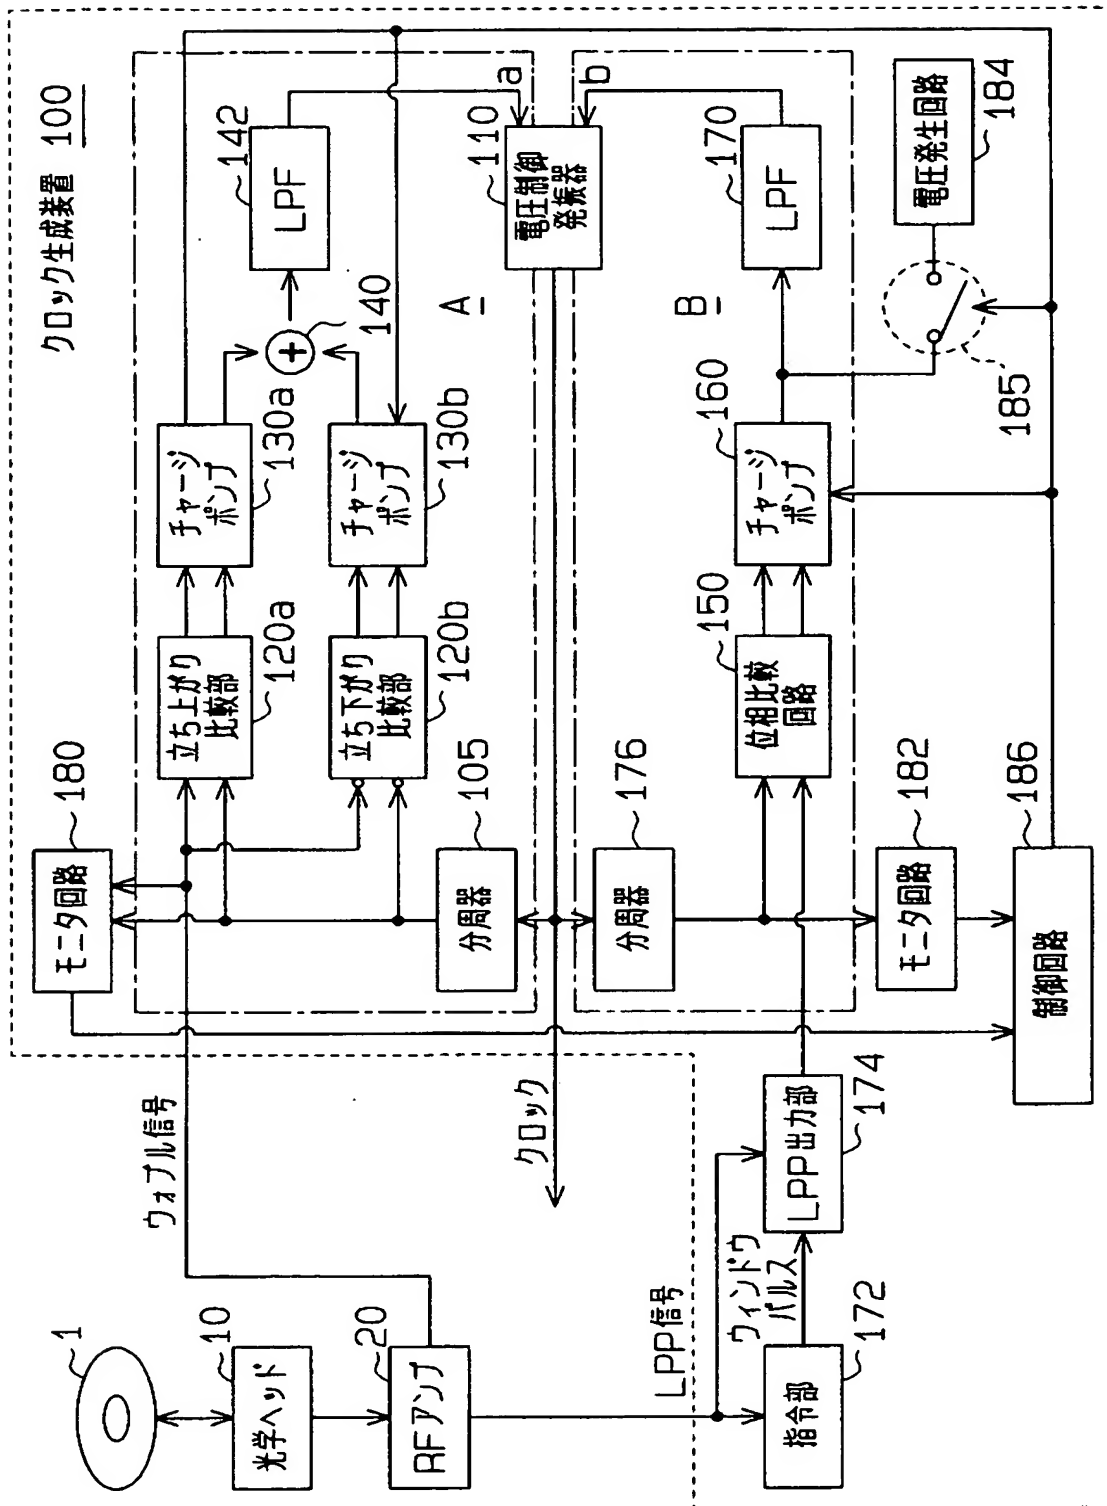 クロック生成装置 100
1
10
光学ヘッド
20
RFアンプ
ウォブル信号
LPP信号
クロック
180
モニタ回路
立ち上がり
比較部
120a
チャージ
ポンプ
130a
立ち下がり
比較部
120b
チャージ
ポンプ
130b
140
142
LPF
a
A
105
分周器
110
電圧制御
発振器
b
B
176
分周器
150
位相比較
回路
160
チャージ
ポンプ
170
LPF
184
電圧発生回路
185
182
モニタ回路
186
制御回路
172
指令部
ウィンドウ
パルス
174
LPP出力部